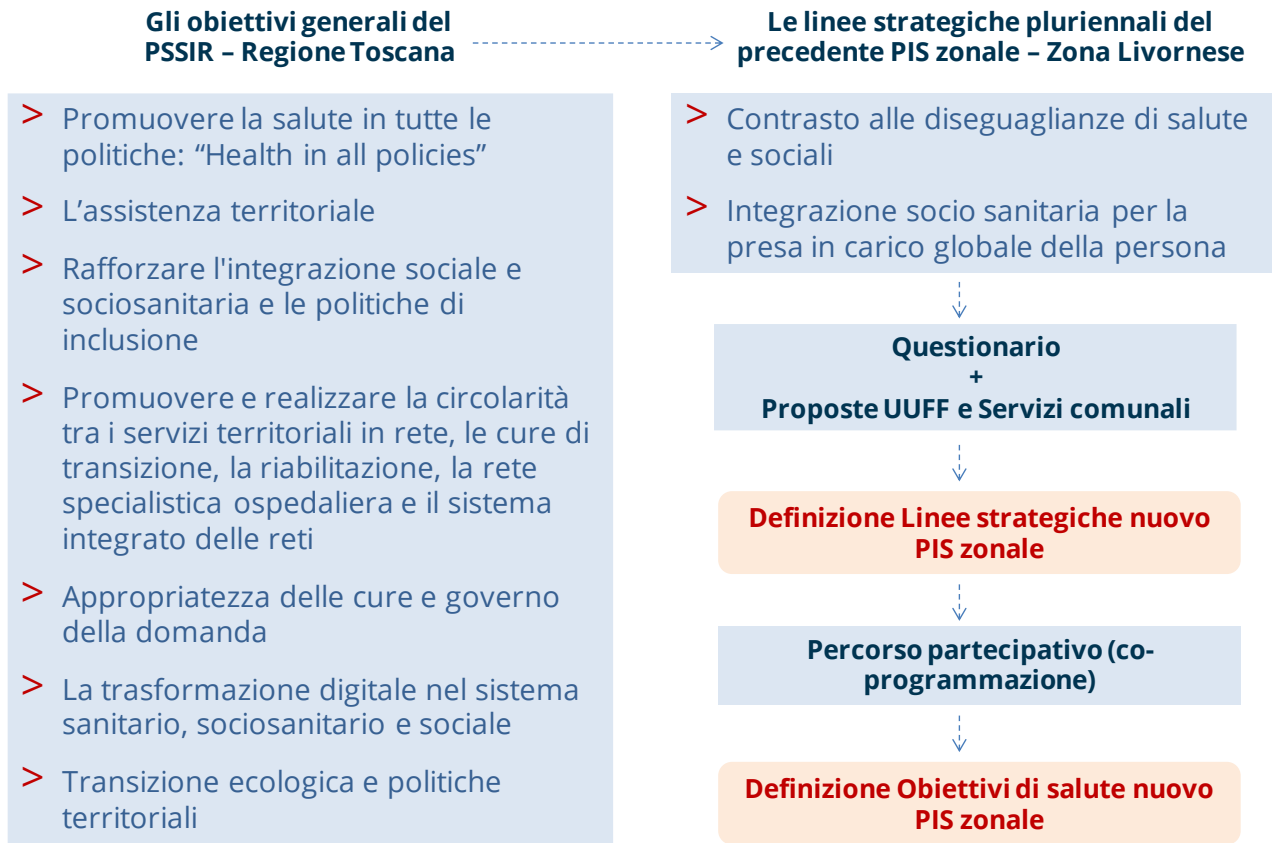 Gli obiettivi generali del
PSSIR – Regione Toscana
> Promuovere la salute in tutte le
politiche: “Health in all policies”
> L’assistenza territoriale
> Rafforzare l'integrazione sociale e
sociosanitaria e le politiche di
inclusione
> Promuovere e realizzare la circolarità
tra i servizi territoriali in rete, le cure di
transizione, la riabilitazione, la rete
specialistica ospedaliera e il sistema
integrato delle reti
> Appropriatezza delle cure e governo
della domanda
> La trasformazione digitale nel sistema
sanitario, sociosanitario e sociale
> Transizione ecologica e politiche
territoriali
Le linee strategiche pluriennali del
precedente PIS zonale – Zona Livornese
> Contrasto alle diseguaglianze di salute
e sociali
> Integrazione socio sanitaria per la
presa in carico globale della persona
Questionario
+
Proposte UUFF e Servizi comunali
Definizione Linee strategiche nuovo
PIS zonale
Percorso partecipativo (co-
programmazione)
Definizione Obiettivi di salute nuovo
PIS zonale